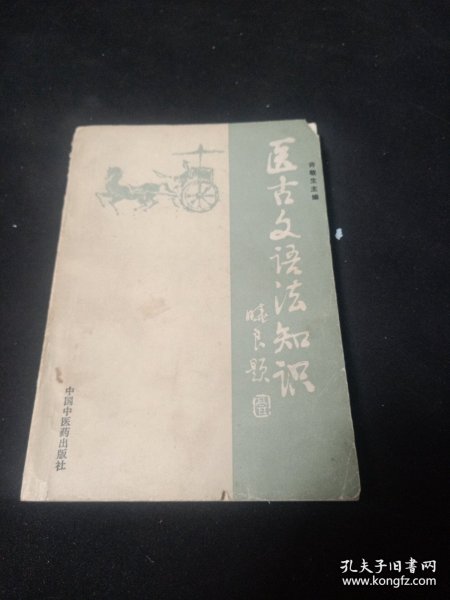 医古文语法知识
许敬生主编
晓良题
中国中医药出版社
孔夫子旧书网
www.kongfz.com